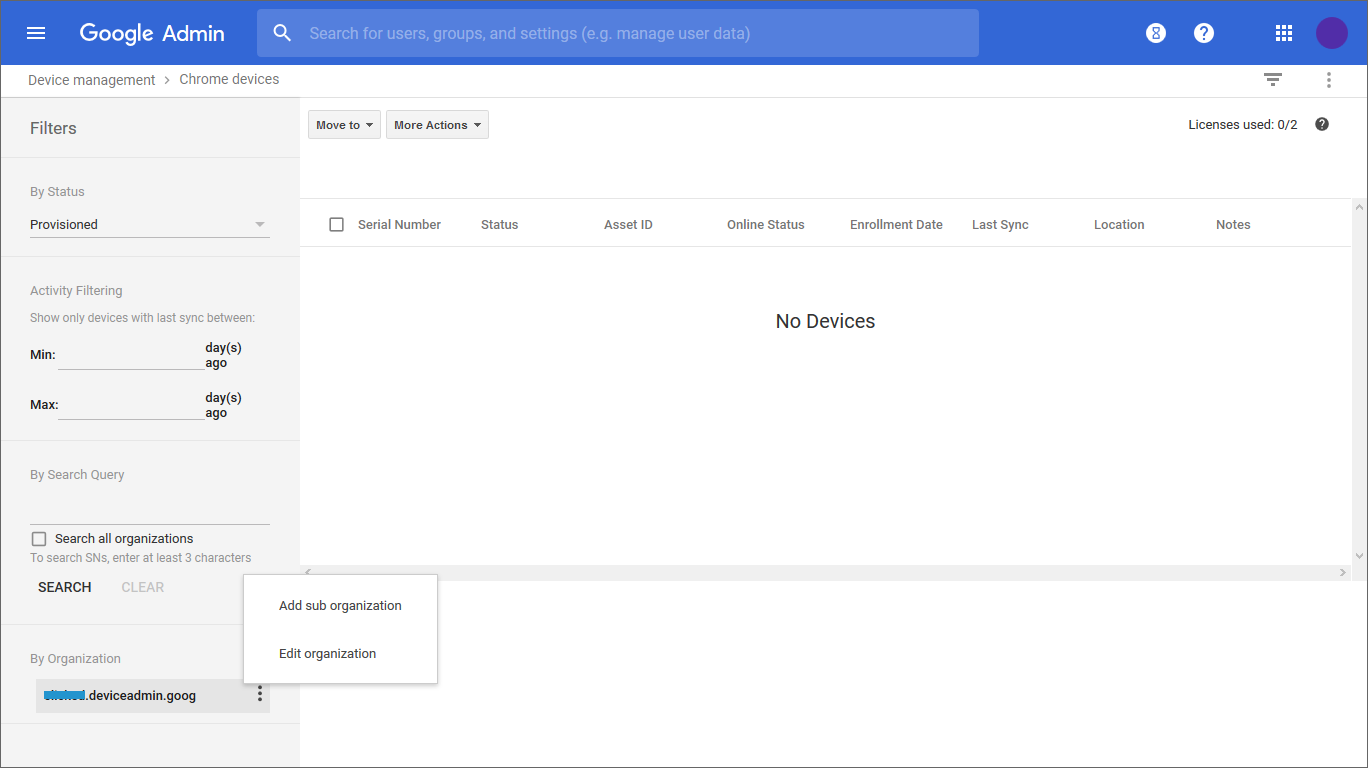 Google Admin
Search for users, groups, and settings (e.g. manage user data)
Device management > Chrome devices
Filters
Move to
More Actions
Licenses used: 0/2
By Status
Provisioned
Serial Number Status Asset ID Online Status Enrollment Date Last Sync Location Notes
No Devices
Activity Filtering
Show only devices with last sync between:
Min: day(s)
ago
Max: day(s)
ago
By Search Query
Search all organizations
To search SNs, enter at least 3 characters
SEARCH CLEAR
Add sub organization
Edit organization
By Organization
.deviceadmin.goog